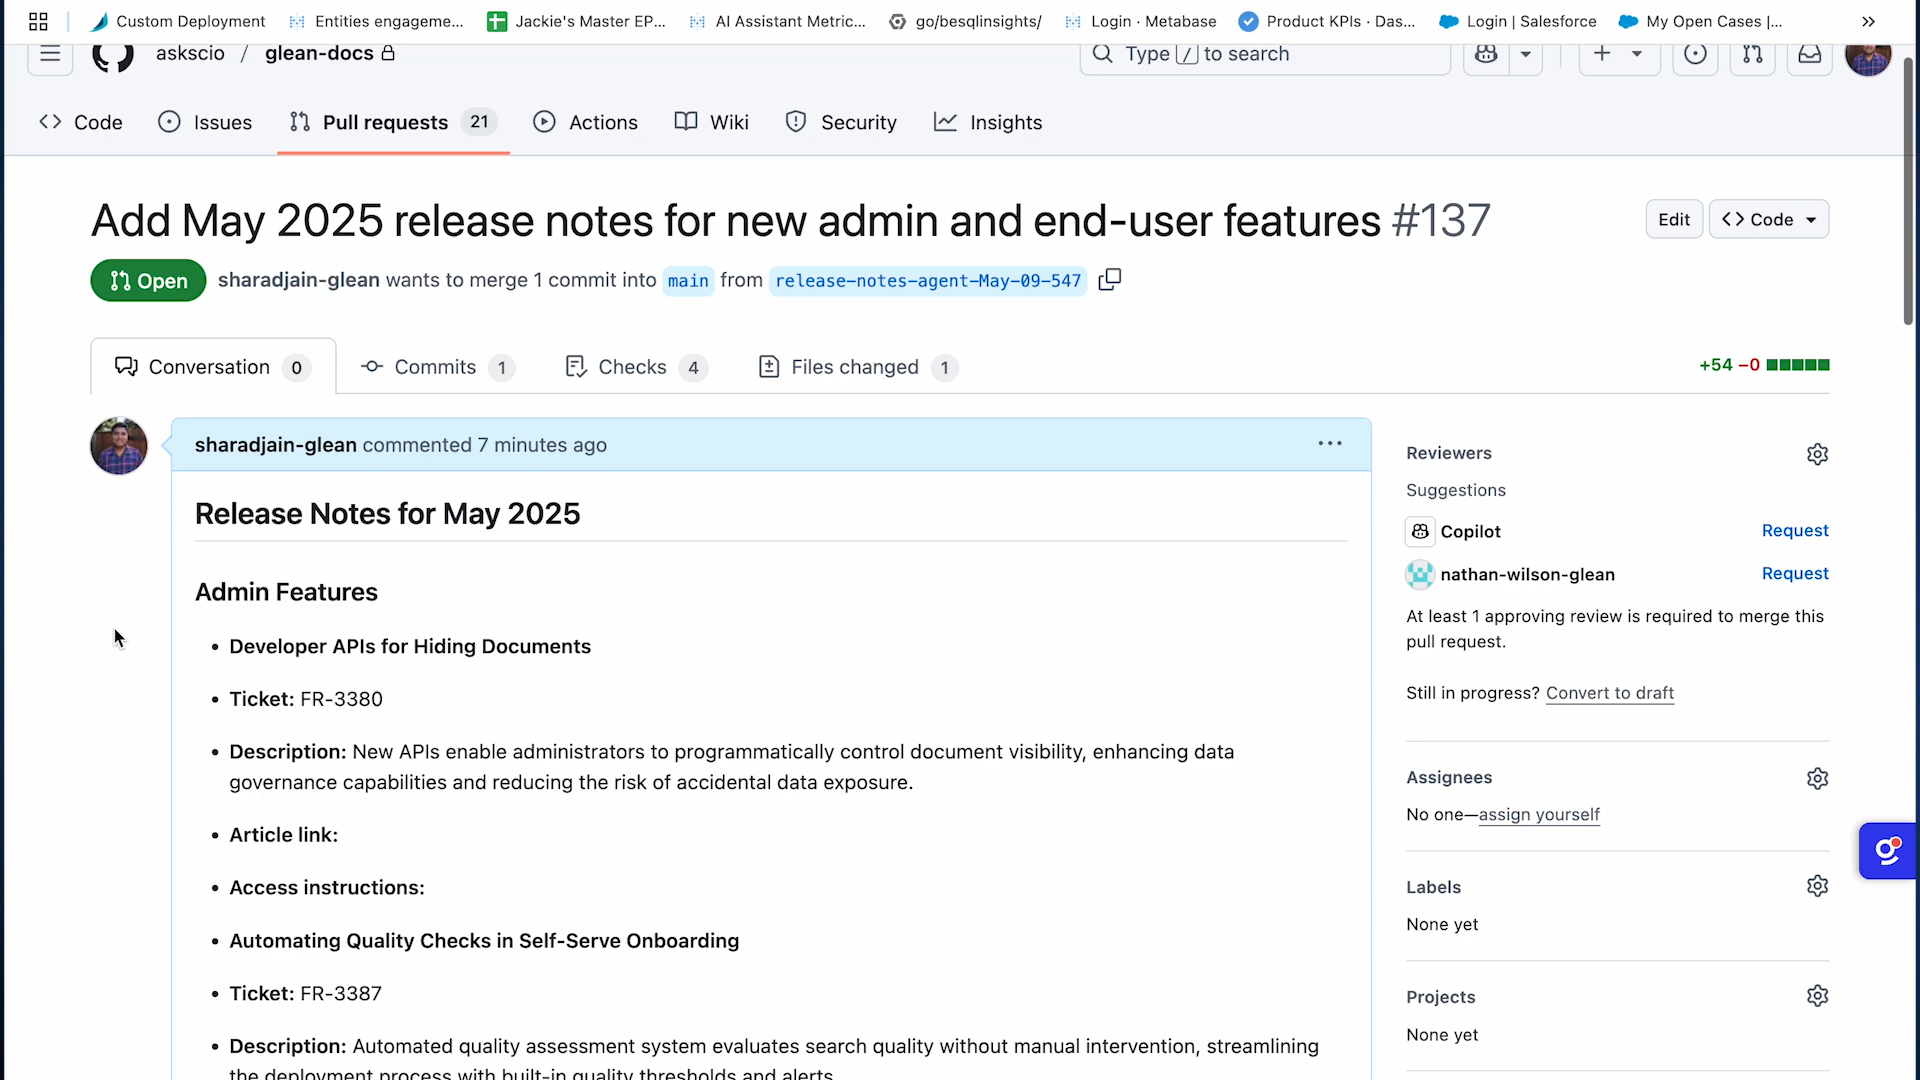 Custom Deployment Entities engageme... Jackie's Master EP... AI Assistant Metric... go/besqlinsights/ Login · Metabase Product KPIs · Das... Login | Salesforce My Open Cases |... »
askscio / glean-docs Type / to search
Code Issues Pull requests 21 Actions Wiki Security Insights
Add May 2025 release notes for new admin and end-user features #137
Edit <> Code
Open sharadjain-glean wants to merge 1 commit into main from release-notes-agent-May-09-547
Conversation 0 Commits 1 Checks 4 Files changed 1
+54 −0
sharadjain-glean commented 7 minutes ago
Release Notes for May 2025
Admin Features
• Developer APIs for Hiding Documents
• Ticket: FR-3380
• Description: New APIs enable administrators to programmatically control document visibility, enhancing data
governance capabilities and reducing the risk of accidental data exposure.
• Article link:
• Access instructions:
• Automating Quality Checks in Self-Serve Onboarding
• Ticket: FR-3387
• Description: Automated quality assessment system evaluates search quality without manual intervention, streamlining
the deployment process with built-in quality thresholds and alerts.
Reviewers
Suggestions
Copilot Request
nathan-wilson-glean Request
At least 1 approving review is required to merge this
pull request.
Still in progress? Convert to draft
Assignees
No one—assign yourself
Labels
None yet
Projects
None yet